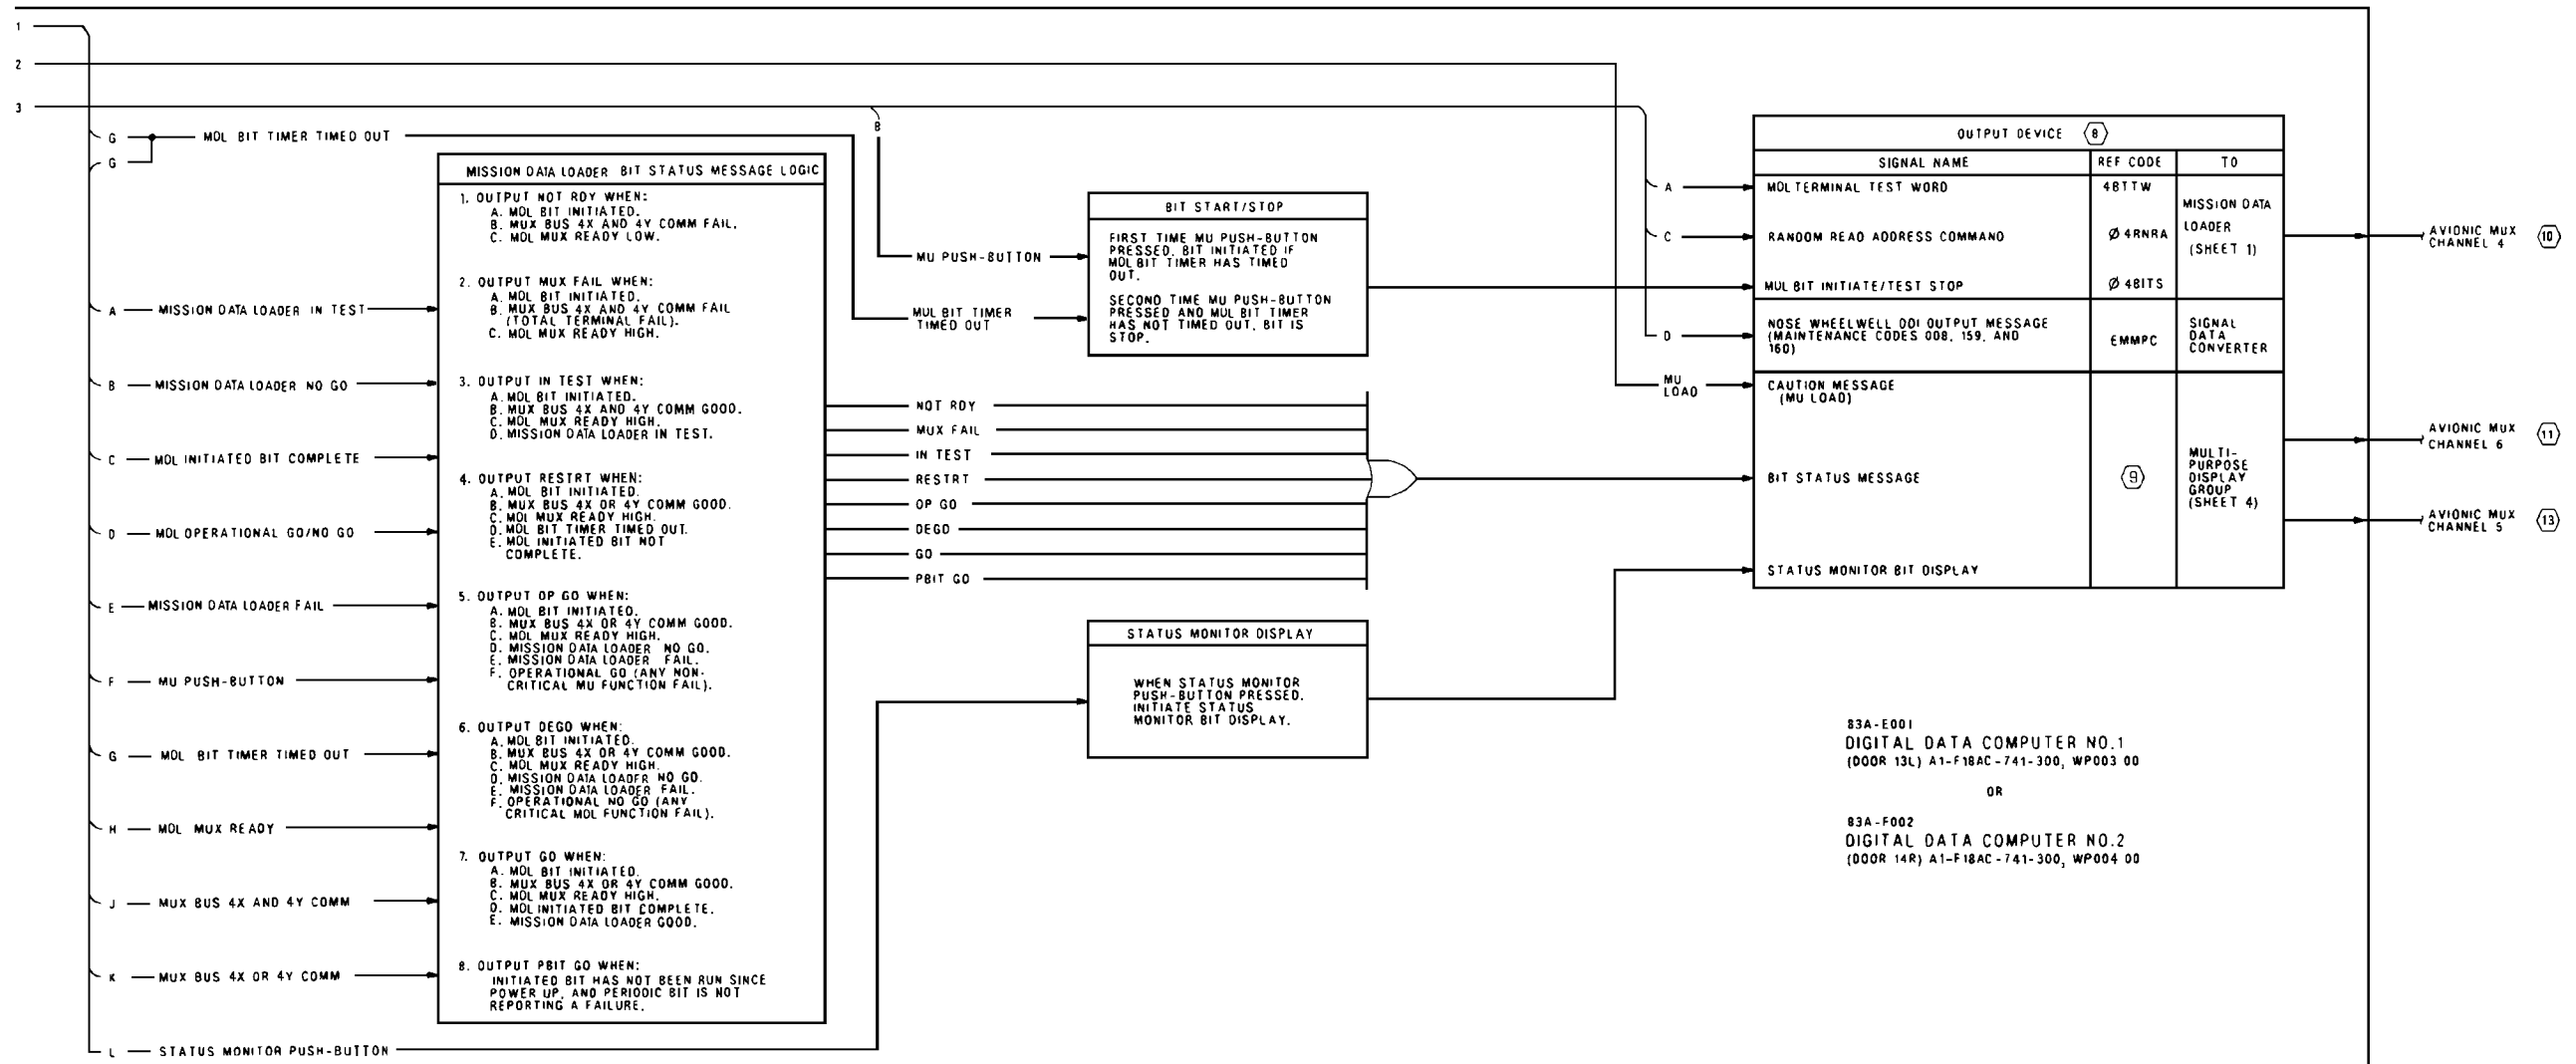 1
2
3
G
MDL BIT TIMER TIMED OUT
G
B
MISSION DATA LOADER BIT STATUS MESSAGE LOGIC
1. OUTPUT NOT RDY WHEN:
A. MDL BIT INITIATED.
B. MUX BUS 4X AND 4Y COMM FAIL.
C. MDL MUX READY LOW.
2. OUTPUT MUX FAIL WHEN:
A. MDL BIT INITIATED.
B. MUX BUS 4X AND 4Y COMM FAIL
(TOTAL TERMINAL FAIL).
C. MDL MUX READY HIGH.
3. OUTPUT IN TEST WHEN:
A. MDL BIT INITIATED.
B. MUX BUS 4X AND 4Y COMM GOOD.
C. MDL MUX READY HIGH.
D. MISSION DATA LOADER IN TEST.
4. OUTPUT RESTRT WHEN:
A. MDL BIT INITIATED.
B. MUX BUS 4X OR 4Y COMM GOOD.
C. MDL MUX READY HIGH.
D. MDL BIT TIMER TIMED OUT.
E. MDL INITIATED BIT NOT
COMPLETE.
5. OUTPUT OP GO WHEN:
A. MDL BIT INITIATED.
B. MUX BUS 4X OR 4Y COMM GOOD.
C. MDL MUX READY HIGH.
D. MISSION DATA LOADER NO GO.
E. MISSION DATA LOADER FAIL.
F. OPERATIONAL GO (ANY NON-
CRITICAL MU FUNCTION FAIL).
6. OUTPUT DEGD WHEN:
A. MDL BIT INITIATED.
B. MUX BUS 4X OR 4Y COMM GOOD.
C. MDL MUX READY HIGH.
D. MISSION DATA LOADER NO GO.
E. MISSION DATA LOADER FAIL.
F. OPERATIONAL NO GO (ANY
CRITICAL MDL FUNCTION FAIL).
7. OUTPUT GO WHEN:
A. MDL BIT INITIATED.
B. MUX BUS 4X OR 4Y COMM GOOD.
C. MDL MUX READY HIGH.
D. MDL INITIATED BIT COMPLETE.
E. MISSION DATA LOADER GOOD.
8. OUTPUT PBIT GO WHEN:
INITIATED BIT HAS NOT BEEN RUN SINCE
POWER UP, AND PERIODIC BIT IS NOT
REPORTING A FAILURE.
A MISSION DATA LOADER IN TEST
B MISSION DATA LOADER NO GO
C MDL INITIATED BIT COMPLETE
D MDL OPERATIONAL GO/NO GO
E MISSION DATA LOADER FAIL
F MU PUSH-BUTTON
G MDL BIT TIMER TIMED OUT
H MDL MUX READY
J MUX BUS 4X AND 4Y COMM
K MUX BUS 4X OR 4Y COMM
L STATUS MONITOR PUSH-BUTTON
MU PUSH-BUTTON
MUL BIT TIMER
TIMED OUT
BIT START/STOP
FIRST TIME MU PUSH-BUTTON
PRESSED, BIT INITIATED IF
MDL BIT TIMER HAS TIMED
OUT.
SECOND TIME MU PUSH-BUTTON
PRESSED AND MUL BIT TIMER
HAS NOT TIMED OUT, BIT IS
STOP.
NOT RDY
MUX FAIL
IN TEST
RESTRT
OP GO
DEGD
GO
PBIT GO
STATUS MONITOR DISPLAY
WHEN STATUS MONITOR
PUSH-BUTTON PRESSED,
INITIATE STATUS
MONITOR BIT DISPLAY.
OUTPUT DEVICE 8
SIGNAL NAME REF CODE TO
A MDL TERMINAL TEST WORD 4BTTW
C RANDOM READ ADDRESS COMMAND Ø4RNRA
MUL BIT INITIATE/TEST STOP Ø4BITS
MISSION DATA
LOADER
(SHEET 1)
D NOSE WHEELWELL DDI OUTPUT MESSAGE
(MAINTENANCE CODES 008, 159, AND
160)
EMMPC
SIGNAL
DATA
CONVERTER
MU
LOAD
CAUTION MESSAGE
(MU LOAD)
BIT STATUS MESSAGE
STATUS MONITOR BIT DISPLAY
9
MULTI-
PURPOSE
DISPLAY
GROUP
(SHEET 4)
AVIONIC MUX
CHANNEL 4
10
AVIONIC MUX
CHANNEL 6
11
AVIONIC MUX
CHANNEL 5
13
83A-E001
DIGITAL DATA COMPUTER NO.1
(DOOR 13L) A1-F18AC-741-300, WP003 00
OR
83A-F002
DIGITAL DATA COMPUTER NO.2
(DOOR 14R) A1-F18AC-741-300, WP004 00